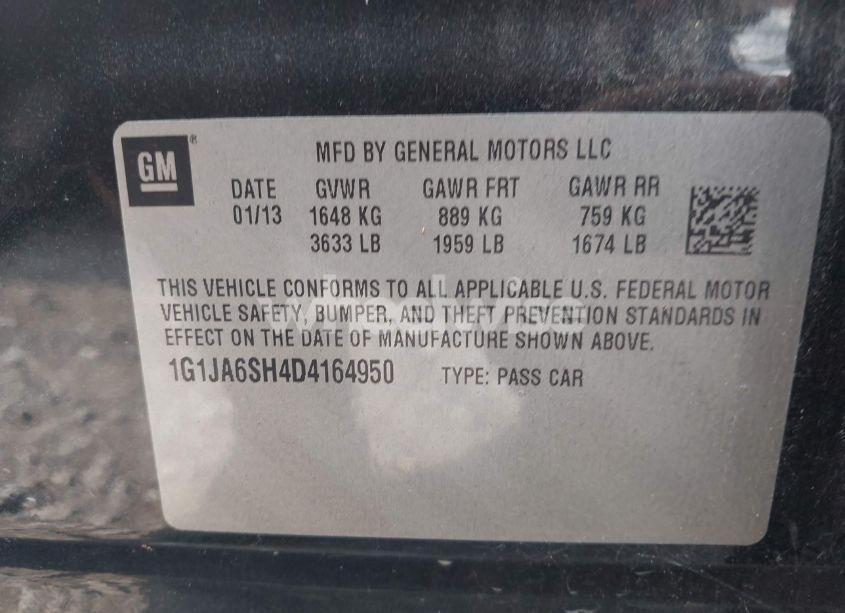 GM®
MFD BY GENERAL MOTORS LLC
DATE GVWR GAWR FRT GAWR RR
01/13 1648 KG 889 KG 759 KG
3633 LB 1959 LB 1674 LB
THIS VEHICLE CONFORMS TO ALL APPLICABLE U.S. FEDERAL MOTOR
VEHICLE SAFETY, BUMPER, AND THEFT PREVENTION STANDARDS IN
EFFECT ON THE DATE OF MANUFACTURE SHOWN ABOVE.
1G1JA6SH4D4164950 TYPE: PASS CAR